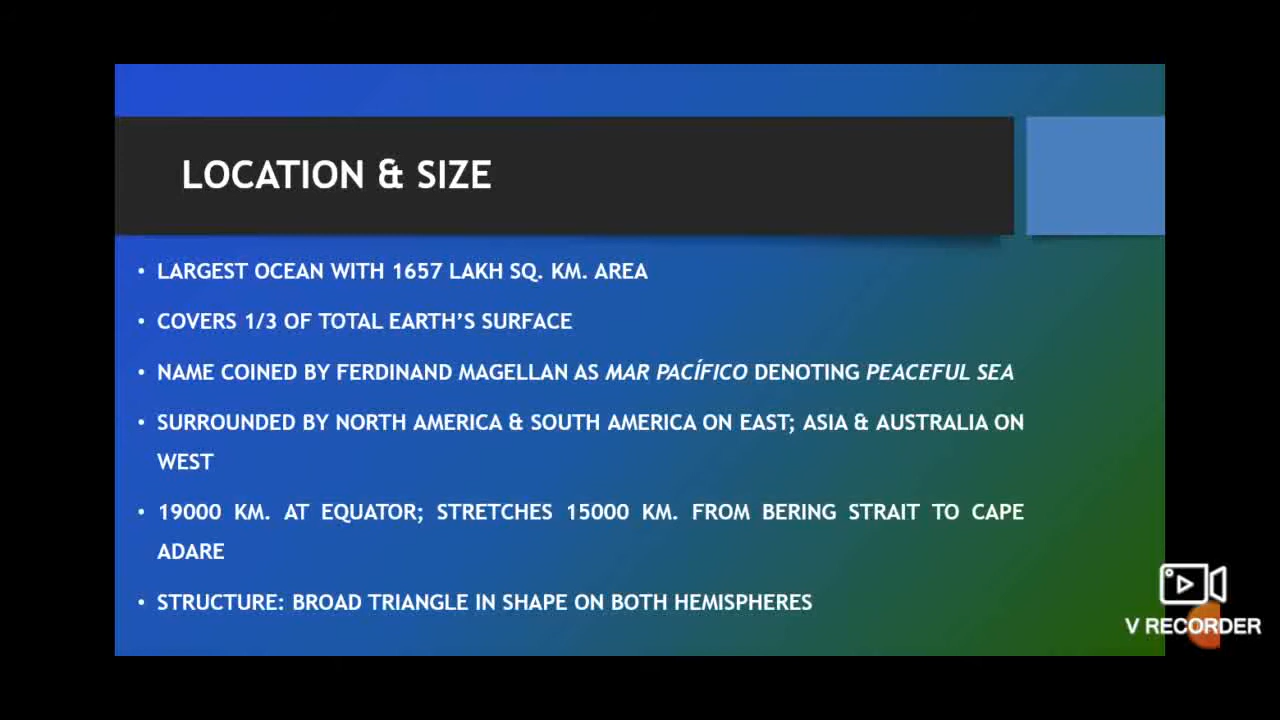 LOCATION & SIZE
• LARGEST OCEAN WITH 1657 LAKH SQ. KM. AREA
• COVERS 1/3 OF TOTAL EARTH’S SURFACE
• NAME COINED BY FERDINAND MAGELLAN AS MAR PACÍFICO DENOTING PEACEFUL SEA
• SURROUNDED BY NORTH AMERICA & SOUTH AMERICA ON EAST; ASIA & AUSTRALIA ON
WEST
• 19000 KM. AT EQUATOR; STRETCHES 15000 KM. FROM BERING STRAIT TO CAPE
ADARE
• STRUCTURE: BROAD TRIANGLE IN SHAPE ON BOTH HEMISPHERES
V RECORDER